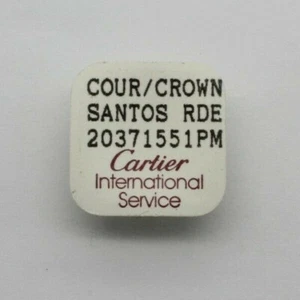 COUR/CROWN
SANTOS RDE
20371551PM
Cartier
International
Service